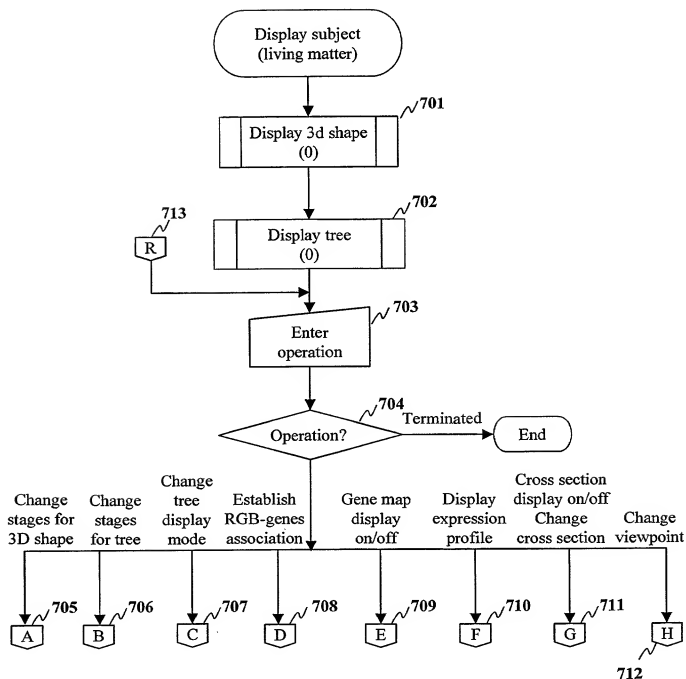 Display subject
(living matter)
701
Display 3d shape
(0)
702
Display tree
(0)
713
R
703
Enter
operation
704
Operation?
Terminated
End
Change
stages for
3D shape
Change
stages
for tree
Change
tree
display
mode
Establish
RGB-genes
association
Gene map
display
on/off
Display
expression
profile
Cross section
display on/off
Change
cross section
Change
viewpoint
A
705
B
706
C
707
D
708
E
709
F
710
G
711
H
712